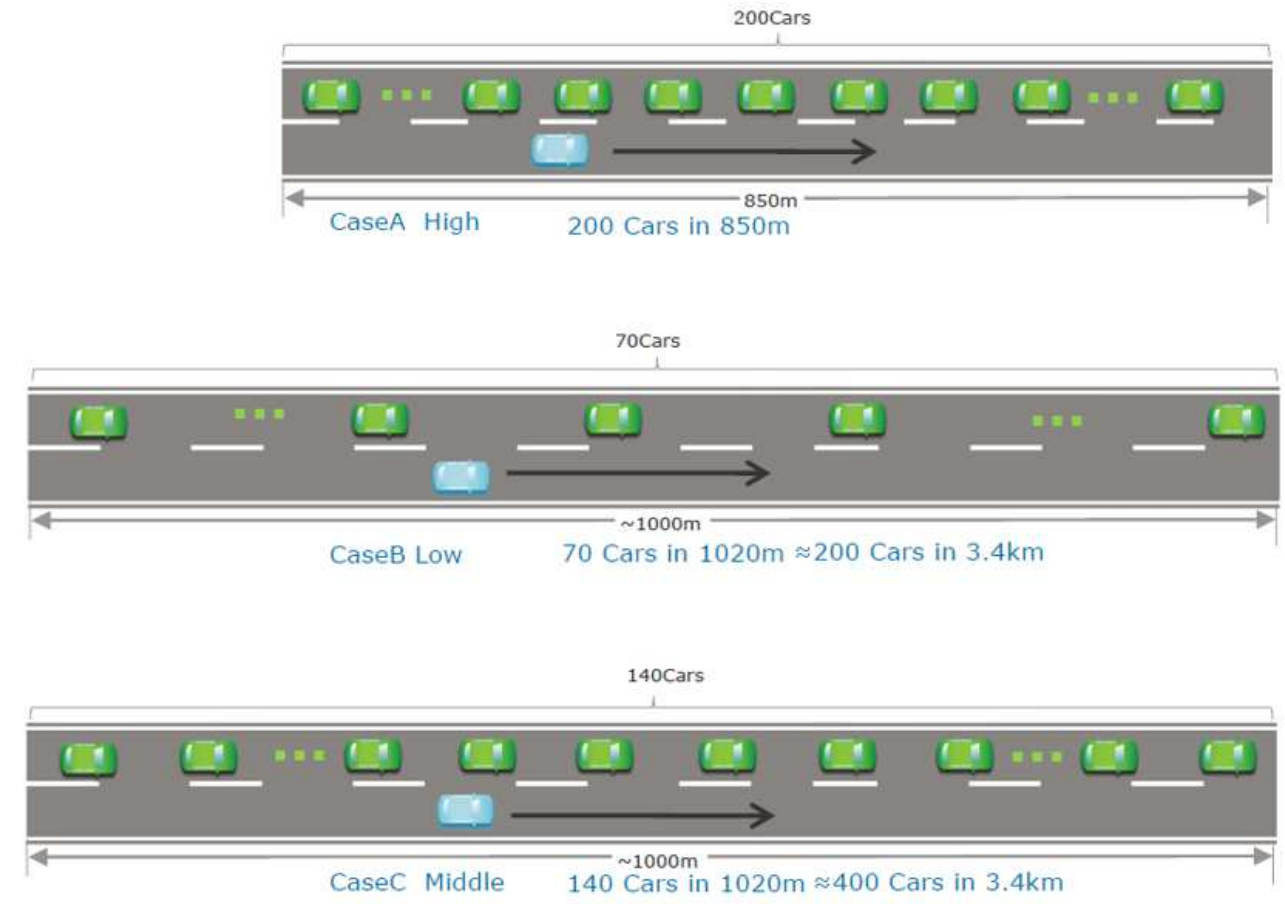 200Cars
850m
CaseA High 200 Cars in 850m
70Cars
~1000m
CaseB Low 70 Cars in 1020m ≈200 Cars in 3.4km
140Cars
~1000m
CaseC Middle 140 Cars in 1020m ≈400 Cars in 3.4km